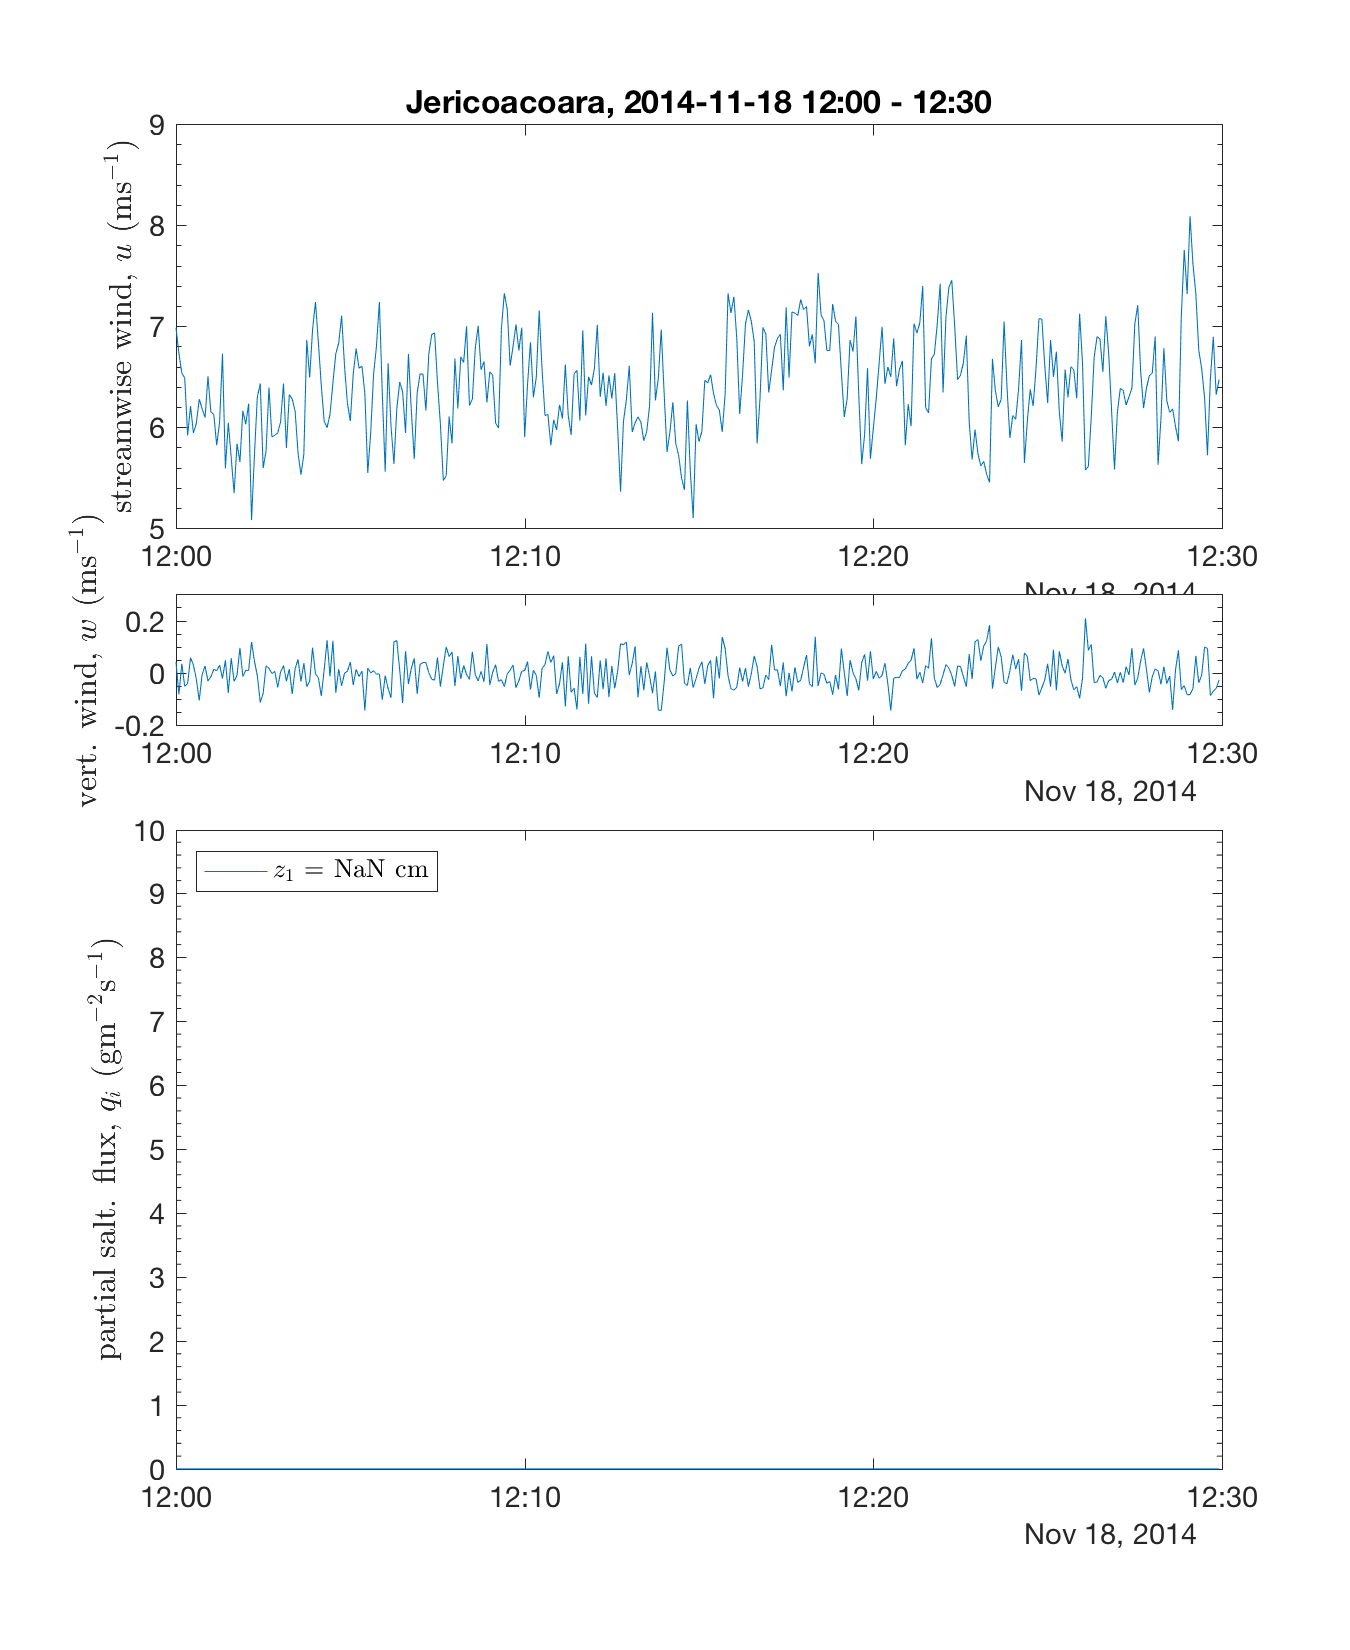 Jericoacoara, 2014-11-18 12:00 - 12:30
streamwise wind, u (ms⁻¹)
9
8
7
6
5
12:00 12:10 12:20 12:30
Nov 18, 2014
vert. wind, w (ms⁻¹)
0.2
0
-0.2
12:00 12:10 12:20 12:30
Nov 18, 2014
partial salt. flux, qᵢ (gm⁻²s⁻¹)
10
z₁ = NaN cm
9
8
7
6
5
4
3
2
1
0
12:00 12:10 12:20 12:30
Nov 18, 2014